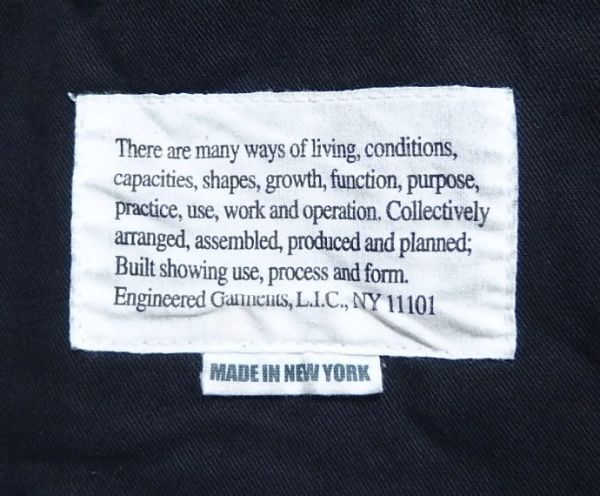 There are many ways of living, conditions,
capacities, shapes, growth, function, purpose,
practice, use, work and operation. Collectively
arranged, assembled, produced and planned;
Built showing use, process and form.
Engineered Garments, L.I.C., NY 11101
MADE IN NEW YORK